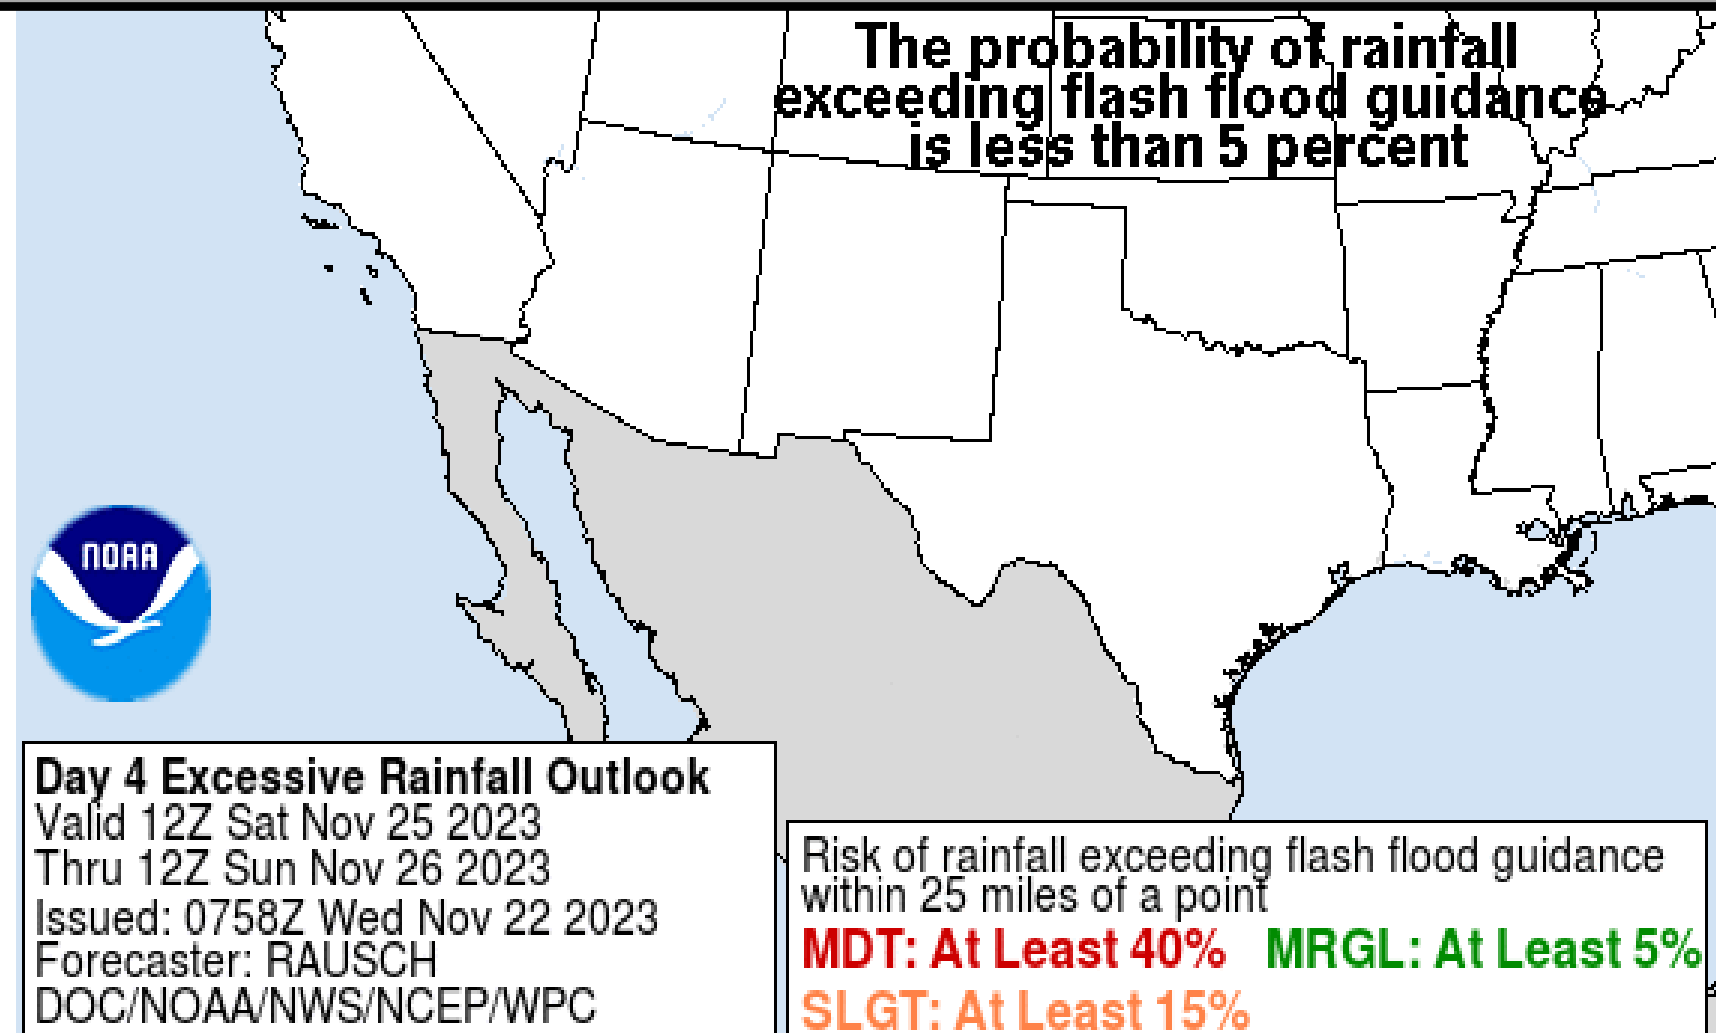 The probability of rainfall
exceeding flash flood guidance
is less than 5 percent
NOAA
Day 4 Excessive Rainfall Outlook
Valid 12Z Sat Nov 25 2023
Thru 12Z Sun Nov 26 2023
Issued: 0758Z Wed Nov 22 2023
Forecaster: RAUSCH
DOC/NOAA/NWS/NCEP/WPC
Risk of rainfall exceeding flash flood guidance
within 25 miles of a point
MDT: At Least 40% MRGL: At Least 5%
SLGT: At Least 15%